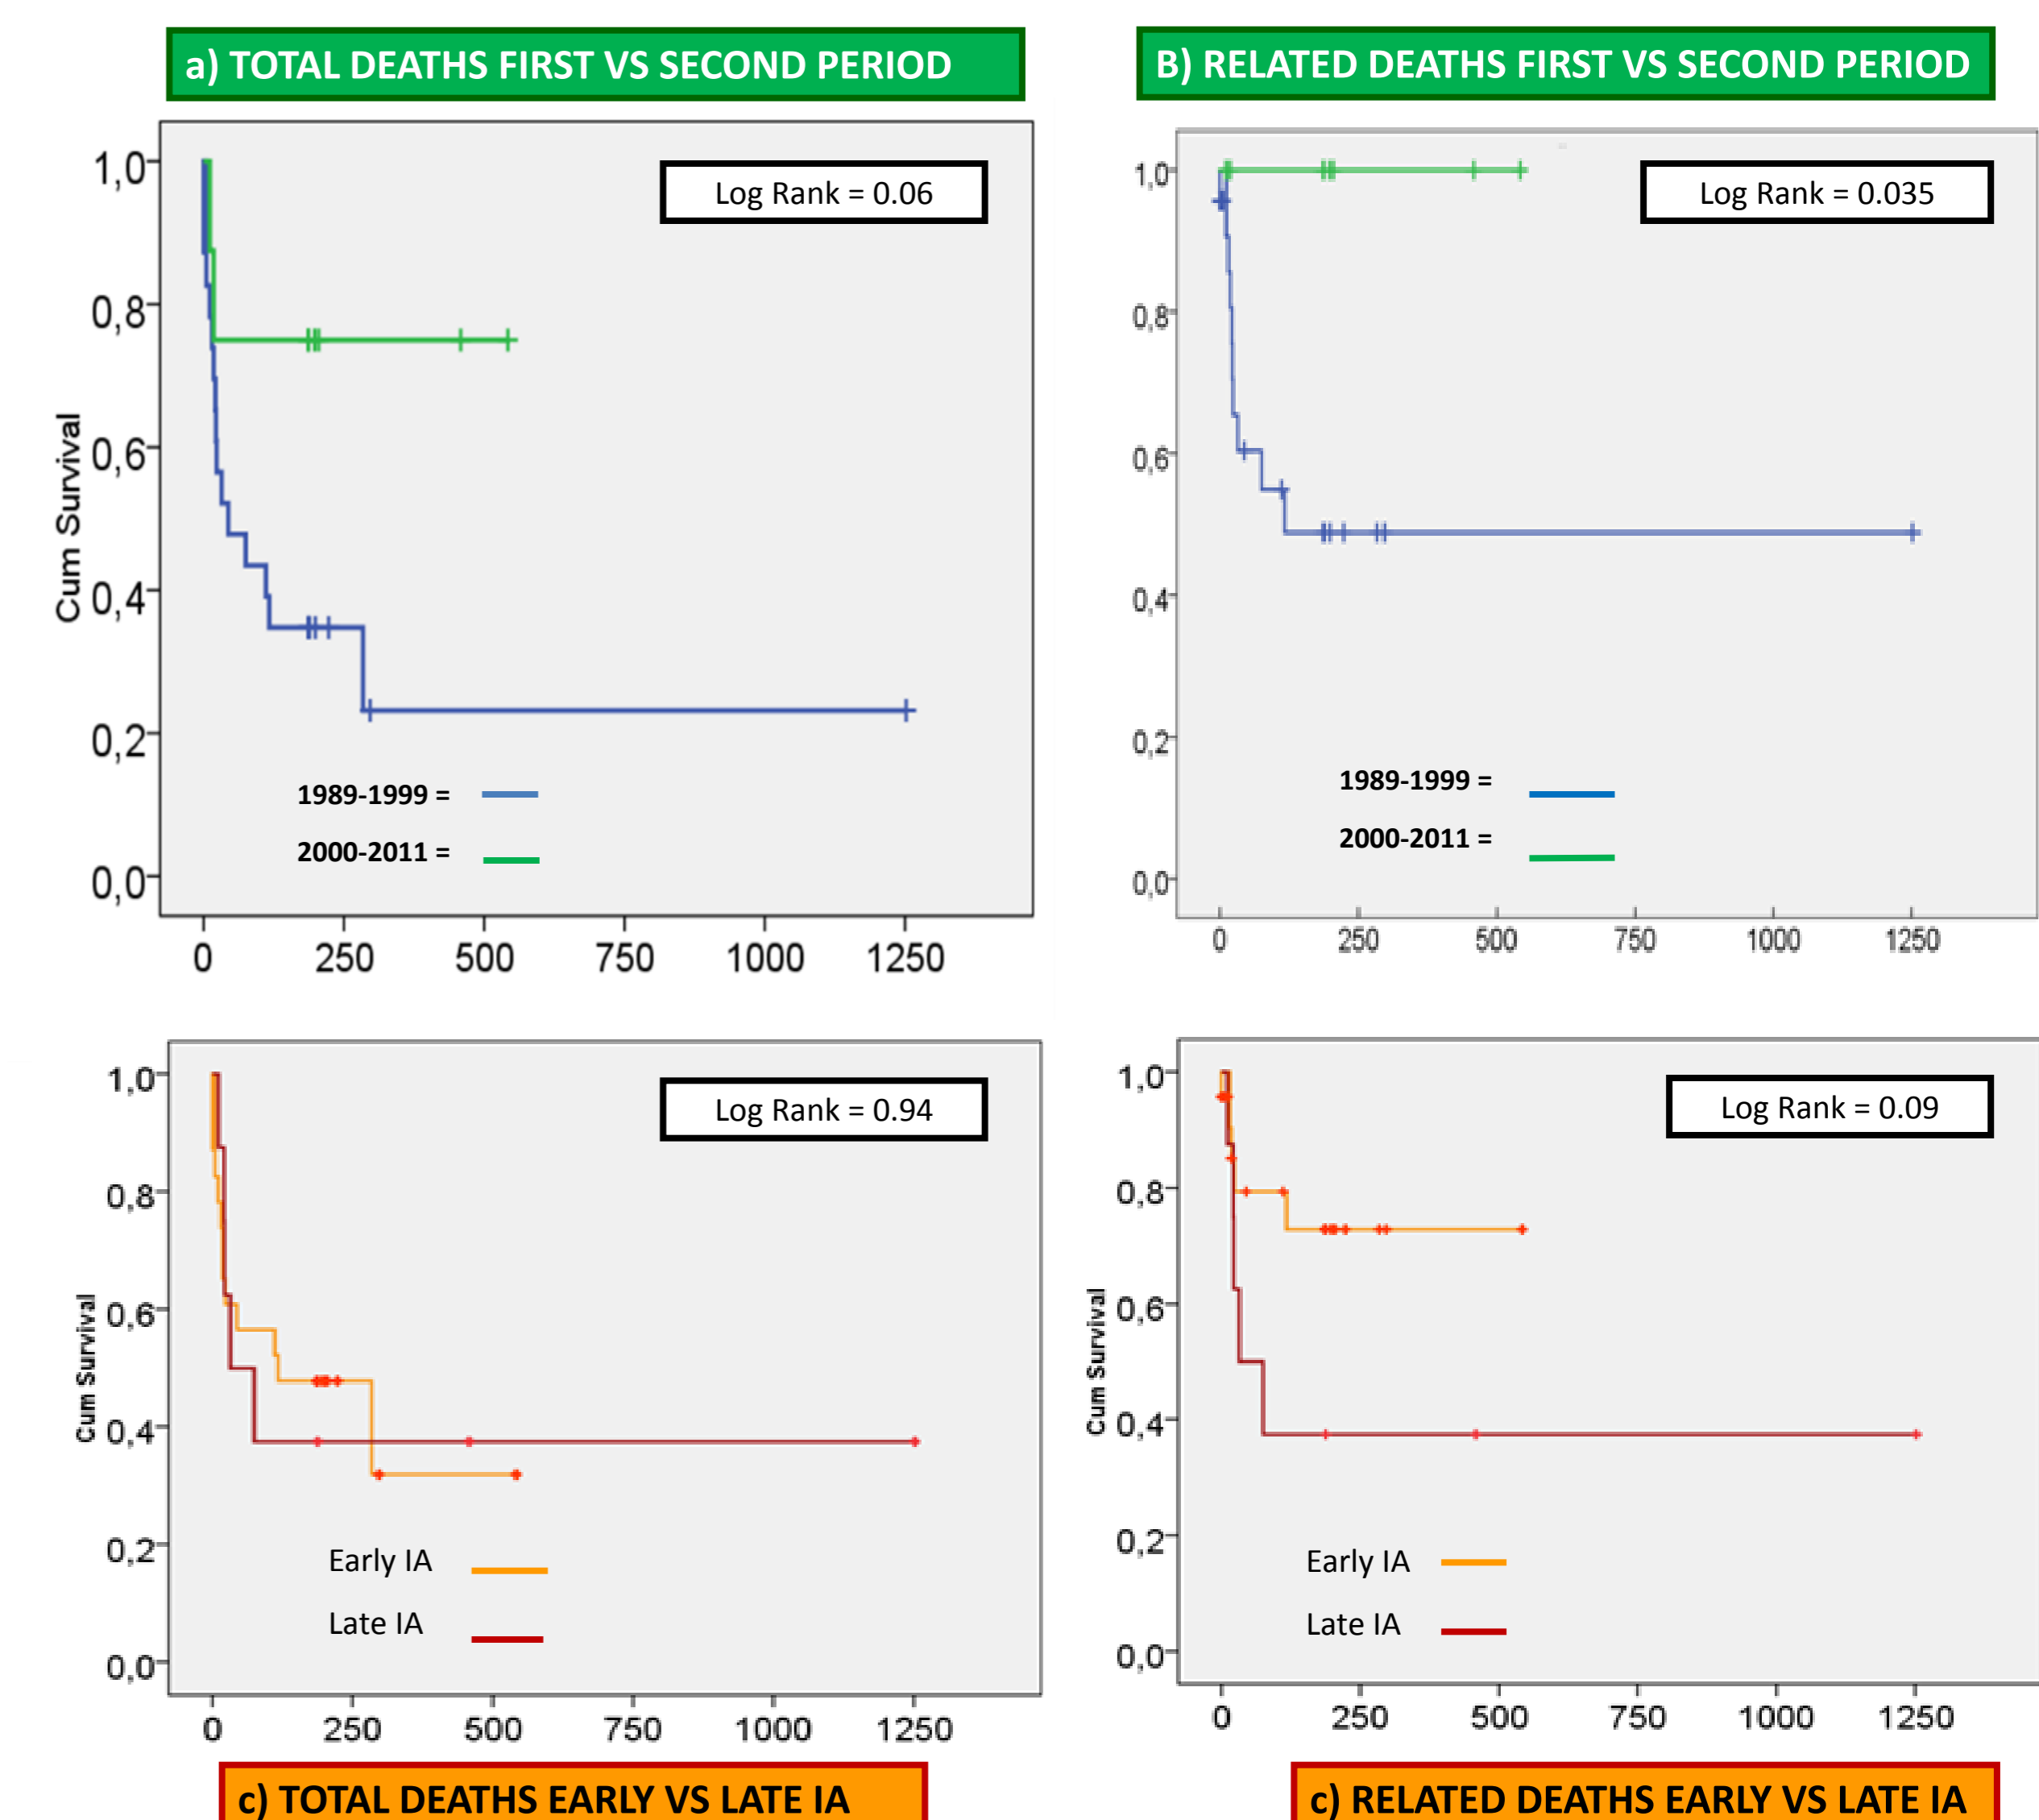 a) TOTAL DEATHS FIRST VS SECOND PERIOD
Log Rank = 0.06
Cum Survival
1,0
0,8
0,6
0,4
0,2
0,0
1989-1999 =
2000-2011 =
0 250 500 750 1000 1250
B) RELATED DEATHS FIRST VS SECOND PERIOD
Log Rank = 0.035
1,0
0,8
0,6
0,4
0,2
0,0
1989-1999 =
2000-2011 =
0 250 500 750 1000 1250
Log Rank = 0.94
Cum Survival
1,0
0,8
0,6
0,4
0,2
0,0
Early IA
Late IA
0 250 500 750 1000 1250
c) TOTAL DEATHS EARLY VS LATE IA
Log Rank = 0.09
Cum Survival
1,0
0,8
0,6
0,4
0,2
0,0
Early IA
Late IA
0 250 500 750 1000 1250
c) RELATED DEATHS EARLY VS LATE IA